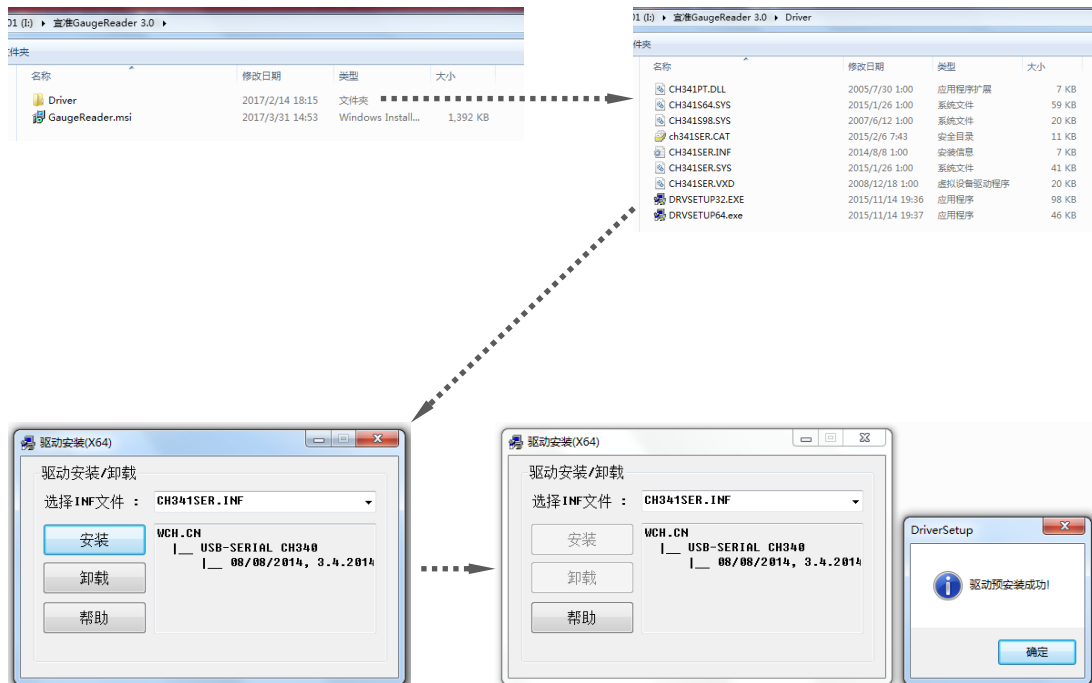 01 (I:) ▸ 宜准GaugeReader 3.0 ▸
件夹
名称 修改日期 类型 大小
Driver 2017/2/14 18:15 文件夹
GaugeReader.msi 2017/3/31 14:53 Windows Install... 1,392 KB
01 (I:) ▸ 宜准GaugeReader 3.0 ▸ Driver
件夹
名称 修改日期 类型 大小
CH341PT.DLL 2005/7/30 1:00 应用程序扩展 7 KB
CH341S64.SYS 2015/1/26 1:00 系统文件 59 KB
CH341S98.SYS 2007/6/12 1:00 系统文件 20 KB
ch341SER.CAT 2015/2/6 7:43 安全目录 11 KB
CH341SER.INF 2014/8/8 1:00 安装信息 7 KB
CH341SER.SYS 2015/1/26 1:00 系统文件 41 KB
CH341SER.VXD 2008/12/18 1:00 虚拟设备驱动程序 20 KB
DRVSETUP32.EXE 2015/11/14 19:36 应用程序 98 KB
DRVSETUP64.exe 2015/11/14 19:37 应用程序 46 KB
驱动安装(X64)
驱动安装/卸载
选择INF文件 : CH341SER.INF
安装
卸载
帮助
WCH.CN
|__ USB-SERIAL CH340
|__ 08/08/2014, 3.4.2014
驱动安装(X64)
驱动安装/卸载
选择INF文件 : CH341SER.INF
安装
卸载
帮助
WCH.CN
|__ USB-SERIAL CH340
|__ 08/08/2014, 3.4.2014
DriverSetup
驱动预安装成功!
确定